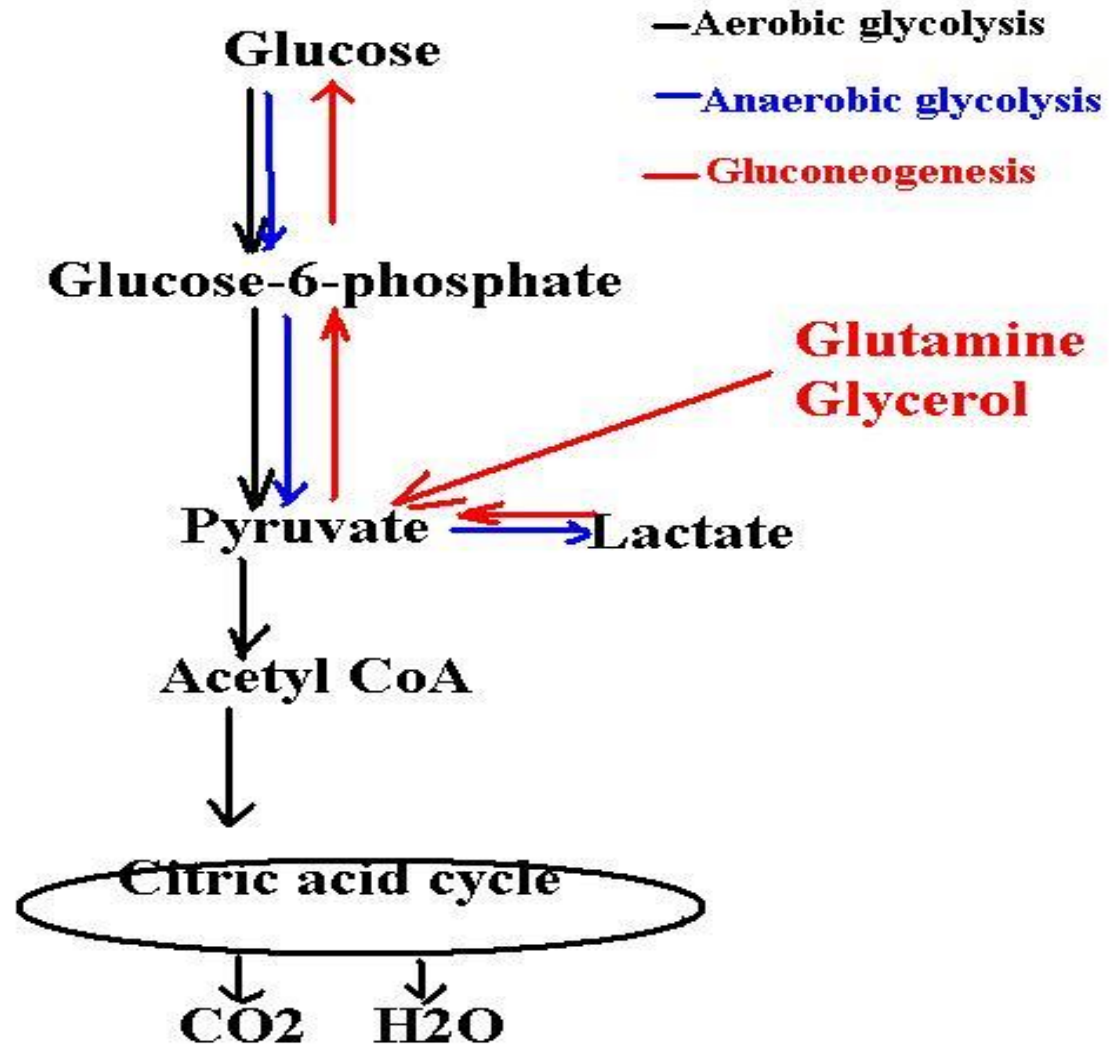 Glucose
Aerobic glycolysis
Anaerobic glycolysis
Gluconeogenesis
Glucose-6-phosphate
Glutamine
Glycerol
Pyruvate
Lactate
Acetyl CoA
Citric acid cycle
CO2
H2O